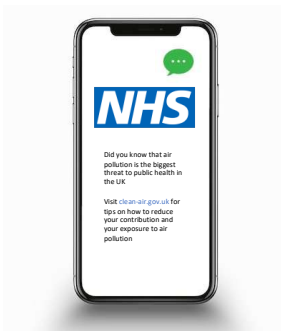 NHS
Did you know that air
pollution is the biggest
threat to public health in
the UK
Visit clean-air.gov.uk for
tips on how to reduce
your contribution and
your exposure to air
pollution